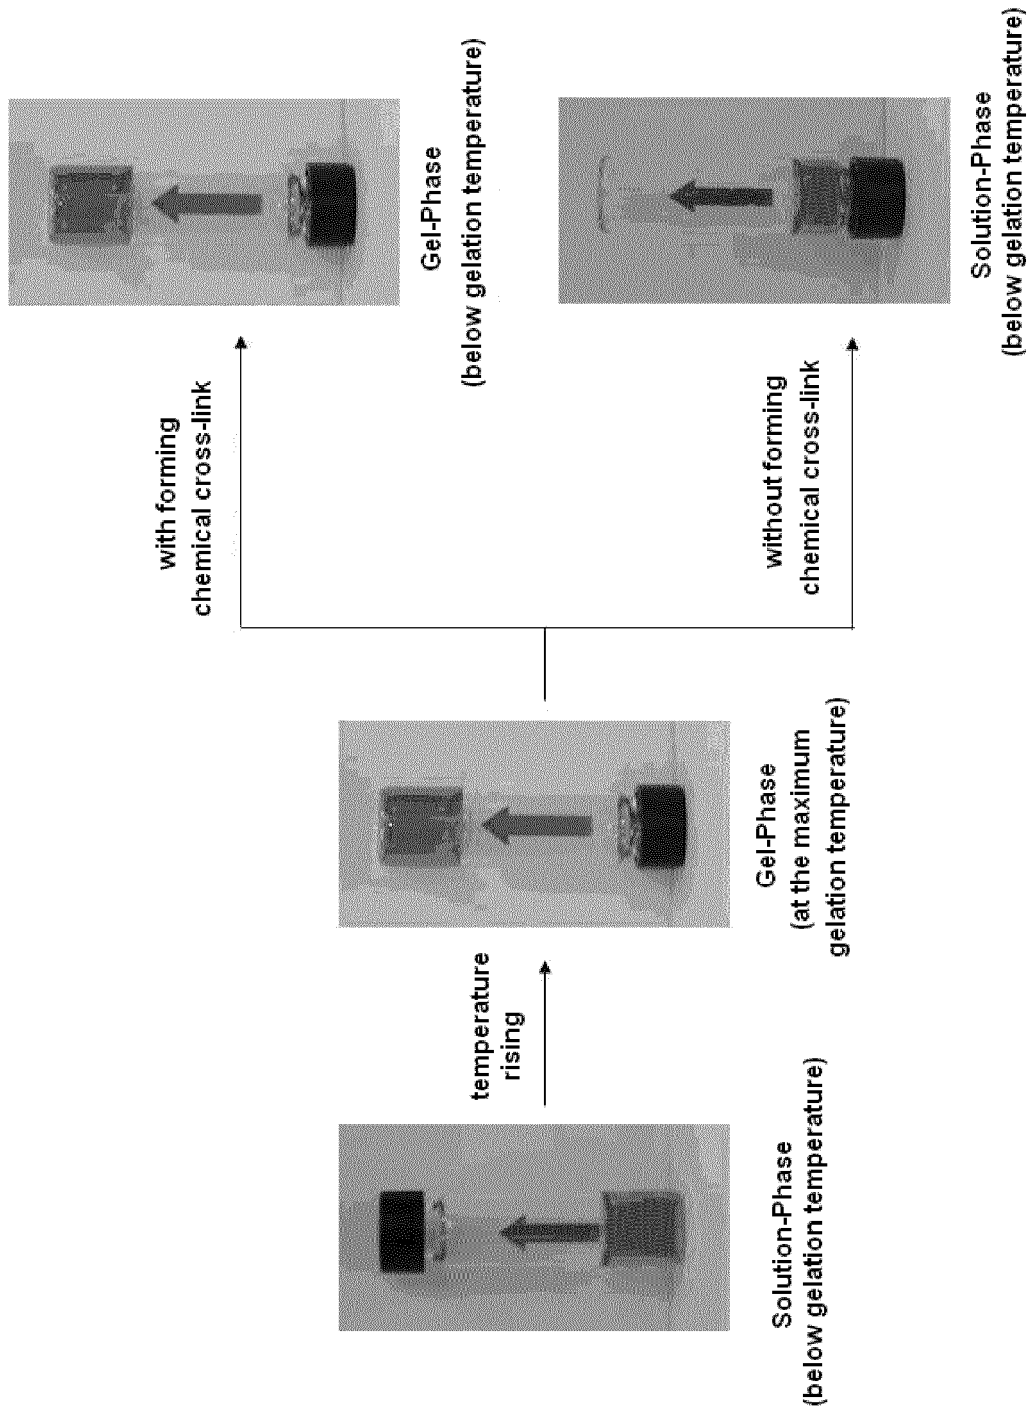 Solution-Phase
(below gelation temperature)
temperature
rising
Gel-Phase
(at the maximum
gelation temperature)
with forming
chemical cross-link
Gel-Phase
(below gelation temperature)
without forming
chemical cross-link
Solution-Phase
(below gelation temperature)